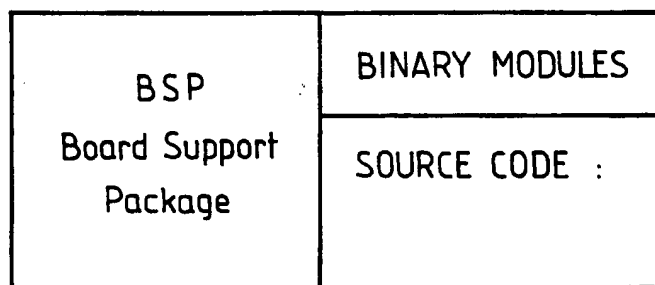 BSP
Board Support
Package
BINARY MODULES
SOURCE CODE :